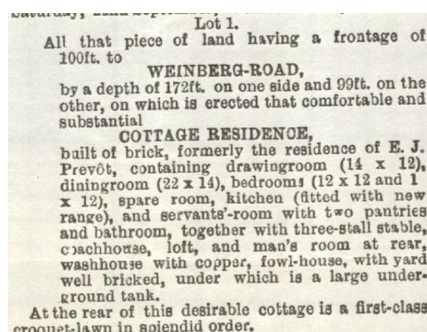 Lot 1.
All that piece of land having a frontage of
100ft. to
WEINBERG-ROAD,
by a depth of 172ft. on one side and 99ft. on the
other, on which is erected that comfortable and
substantial
COTTAGE RESIDENCE,
built of brick, formerly the residence of E. J.
Prevôt, containing drawingroom (14 x 12),
diningroom (22 x 14), bedrooms (12 x 12 and 1
x 12), spare room, kitchen (fitted with new
range), and servants'-room with two pantries
and bathroom, together with three-stall stable,
coachhouse, loft, and man's room at rear,
washhouse with copper, fowl-house, with yard
well bricked, under which is a large under-
ground tank.
At the rear of this desirable cottage is a first-class
croquet-lawn in splendid order.